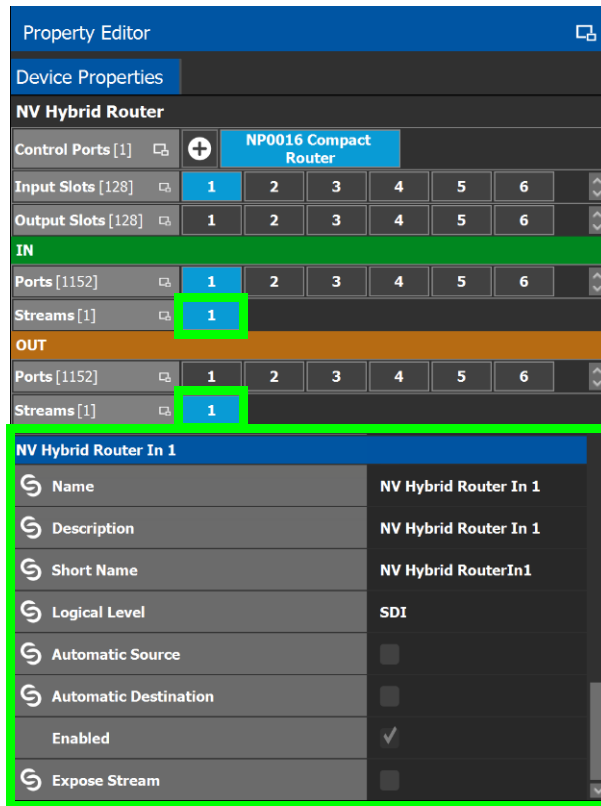 Property Editor
Device Properties
NV Hybrid Router
Control Ports [1] NP0016 Compact
Router
Input Slots [128] 1 2 3 4 5 6
Output Slots [128] 1 2 3 4 5 6
IN
Ports [1152] 1 2 3 4 5 6
Streams [1] 1
OUT
Ports [1152] 1 2 3 4 5 6
Streams [1] 1
NV Hybrid Router In 1
Name NV Hybrid Router In 1
Description NV Hybrid Router In 1
Short Name NV Hybrid RouterIn1
Logical Level SDI
Automatic Source
Automatic Destination
Enabled
Expose Stream